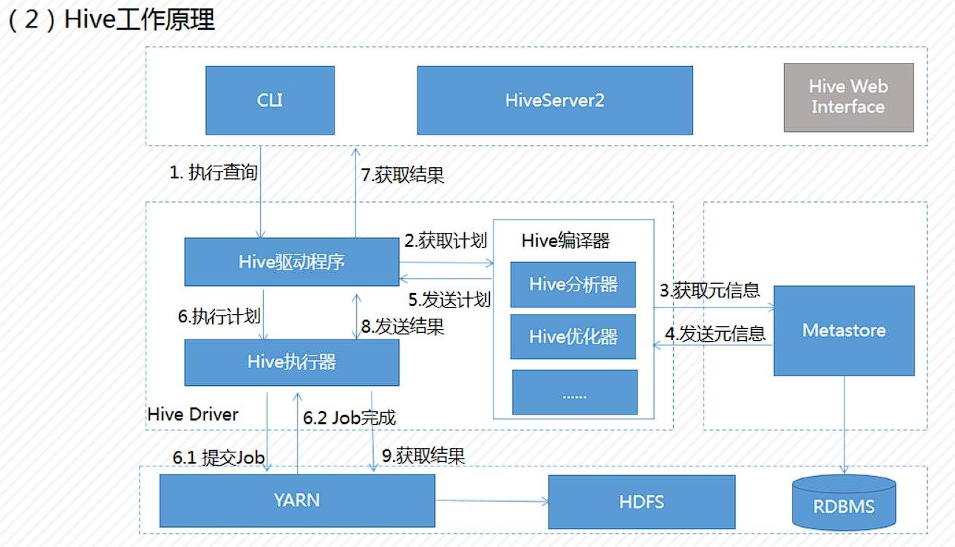 （2）Hive工作原理
CLI
HiveServer2
Hive Web
Interface
1. 执行查询
7.获取结果
Hive驱动程序
2.获取计划
5.发送计划
Hive编译器
Hive分析器
Hive优化器
......
3.获取元信息
4.发送元信息
Metastore
6.执行计划
8.发送结果
Hive执行器
Hive Driver
6.2 Job完成
6.1 提交Job
9.获取结果
YARN
HDFS
RDBMS